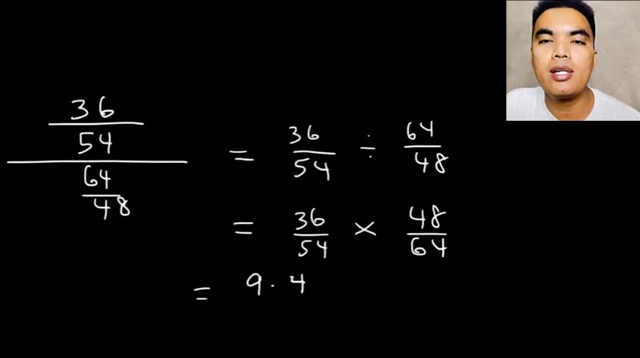 36/54 / 64/48 = 36/54 ÷ 64/48
= 36/54 × 48/64
= 9 · 4